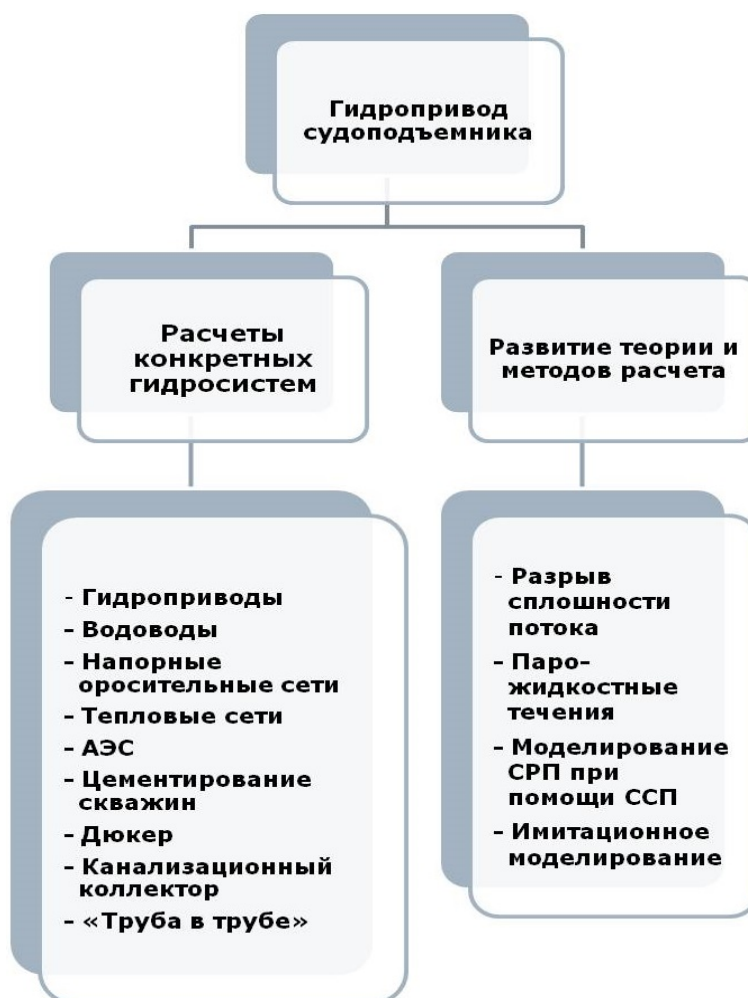 Гидропривод
судоподъемника
Расчеты
конкретных
гидросистем
Развитие теории и
методов расчета
- Гидроприводы
– Водоводы
– Напорные
оросительные сети
– Тепловые сети
– АЭС
– Цементирование
скважин
– Дюкер
– Канализационный
коллектор
– «Труба в трубе»
- Разрыв
сплошности
потока
– Паро–
жидкостные
течения
– Моделирование
СРП при
помощи ССП
– Имитационное
моделирование